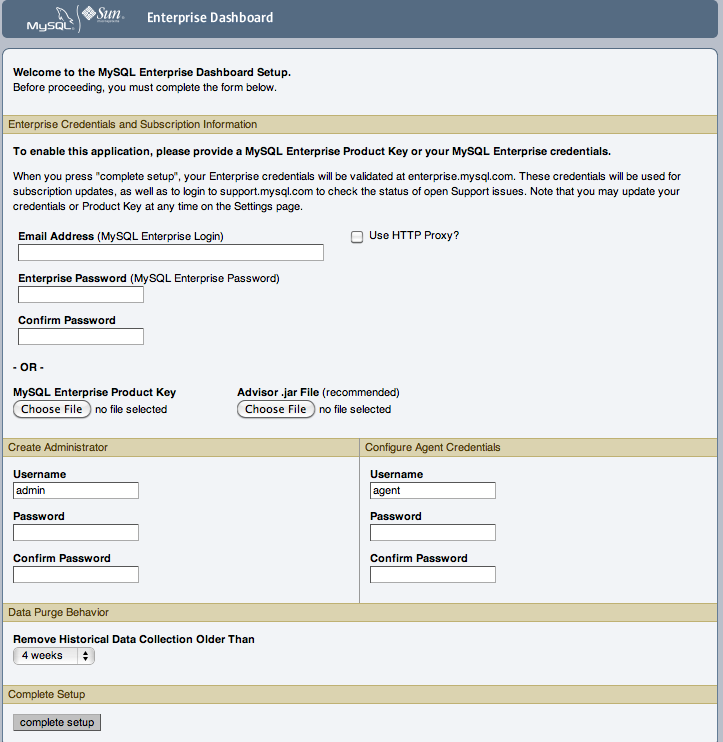 MySQL Sun microsystems Enterprise Dashboard
Welcome to the MySQL Enterprise Dashboard Setup.
Before proceeding, you must complete the form below.
Enterprise Credentials and Subscription Information
To enable this application, please provide a MySQL Enterprise Product Key or your MySQL Enterprise credentials.
When you press "complete setup", your Enterprise credentials will be validated at enterprise.mysql.com. These credentials will be used for
subscription updates, as well as to login to support.mysql.com to check the status of open Support issues. Note that you may update your
credentials or Product Key at any time on the Settings page.
Email Address (MySQL Enterprise Login) Use HTTP Proxy?
Enterprise Password (MySQL Enterprise Password)
Confirm Password
- OR -
MySQL Enterprise Product Key Advisor .jar File (recommended)
Choose File no file selected Choose File no file selected
Create Administrator Configure Agent Credentials
Username Username
admin agent
Password Password
Confirm Password Confirm Password
Data Purge Behavior
Remove Historical Data Collection Older Than
4 weeks
Complete Setup
complete setup